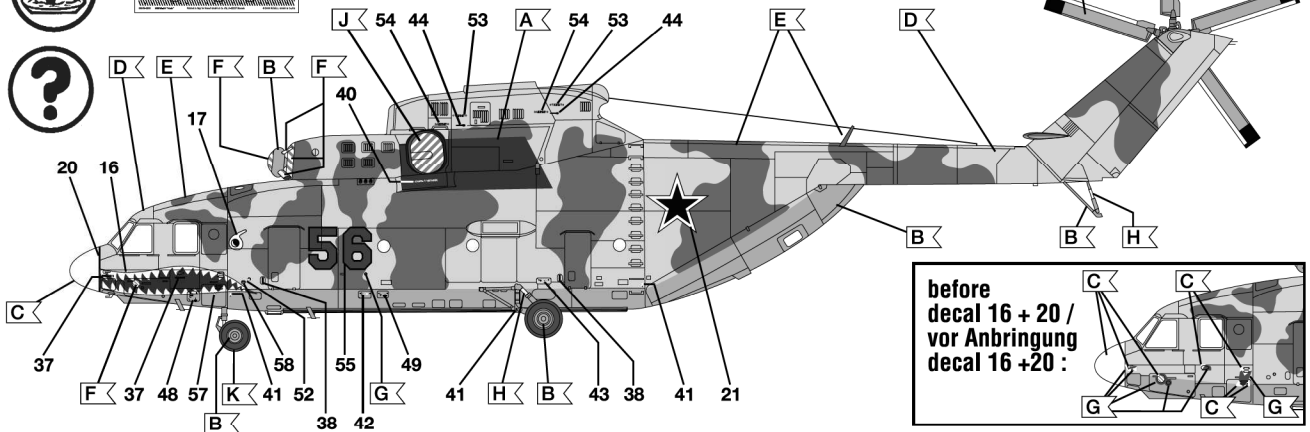 J 54 44 53 A 54 53 44 E D
D E F B F
40
17
20 16
56
B B H
C
37
F 37 48 57 K 41 58 52 55 49
B 38 42 G 41 H B 43 38 41 21
before
decal 16 + 20 /
vor Anbringung
decal 16 +20 :
C C
G C G
?